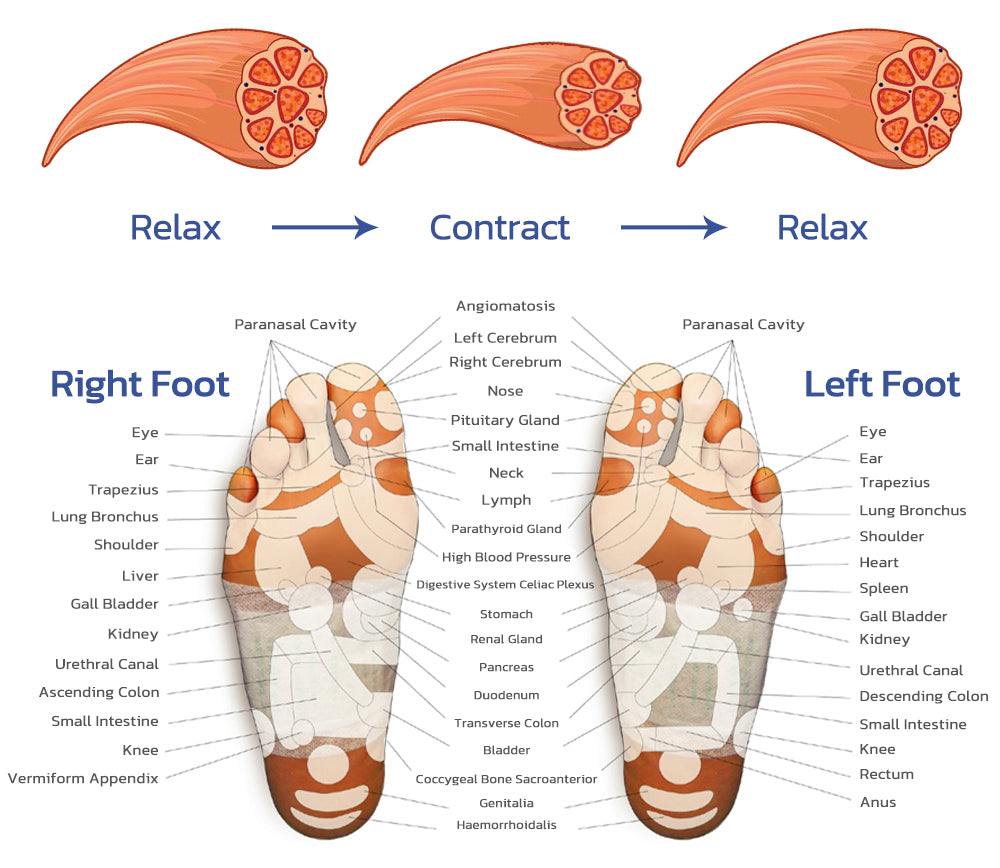 Relax
Contract
Relax
Angiomatosis
Paranasal Cavity
Paranasal Cavity
Left Cerebrum
Right Cerebrum
Right Foot
Left Foot
Nose
Pituitary Gland
Eye
Eye
Small Intestine
Ear
Ear
Neck
Trapezius
Trapezius
Lymph
Lung Bronchus
Lung Bronchus
Parathyroid Gland
Shoulder
Shoulder
High Blood Pressure
Heart
Liver
Digestive System Celiac Plexus
Spleen
Gall Bladder
Stomach
Gall Bladder
Kidney
Renal Gland
Kidney
Urethral Canal
Pancreas
Urethral Canal
Ascending Colon
Duodenum
Descending Colon
Small Intestine
Transverse Colon
Small Intestine
Knee
Bladder
Knee
Vermiform Appendix
Coccygeal Bone Sacroanterior
Rectum
Genitalia
Anus
Haemorrhoidalis